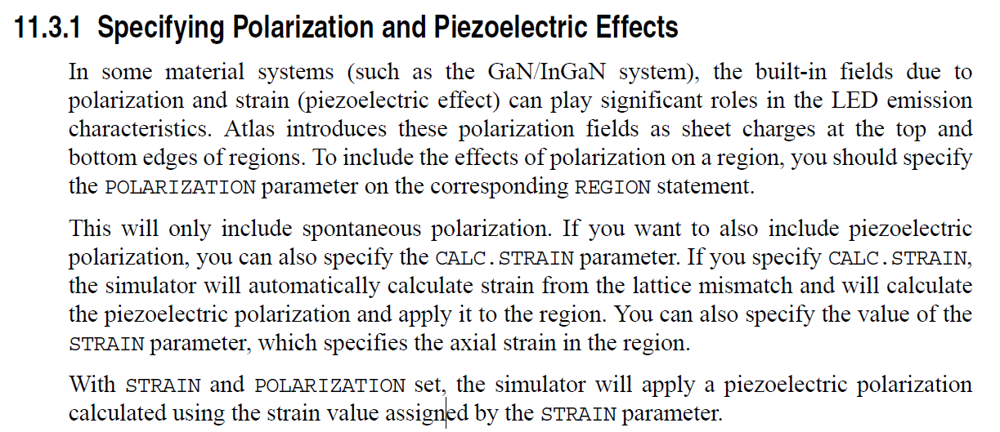 11.3.1 Specifying Polarization and Piezoelectric Effects
In some material systems (such as the GaN/InGaN system), the built-in fields due to
polarization and strain (piezoelectric effect) can play significant roles in the LED emission
characteristics. Atlas introduces these polarization fields as sheet charges at the top and
bottom edges of regions. To include the effects of polarization on a region, you should specify
the POLARIZATION parameter on the corresponding REGION statement.
This will only include spontaneous polarization. If you want to also include piezoelectric
polarization, you can also specify the CALC.STRAIN parameter. If you specify CALC.STRAIN,
the simulator will automatically calculate strain from the lattice mismatch and will calculate
the piezoelectric polarization and apply it to the region. You can also specify the value of the
STRAIN parameter, which specifies the axial strain in the region.
With STRAIN and POLARIZATION set, the simulator will apply a piezoelectric polarization
calculated using the strain value assigned by the STRAIN parameter.